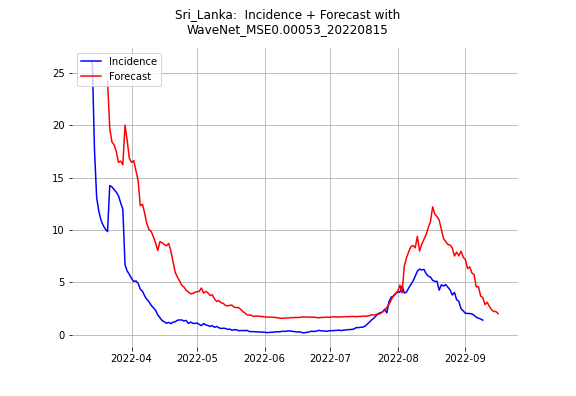 Sri_Lanka:  Incidence + Forecast with
WaveNet_MSE0.00053_20220815
Incidence
Forecast
25
20
15
10
5
0
2022-04 2022-05 2022-06 2022-07 2022-08 2022-09